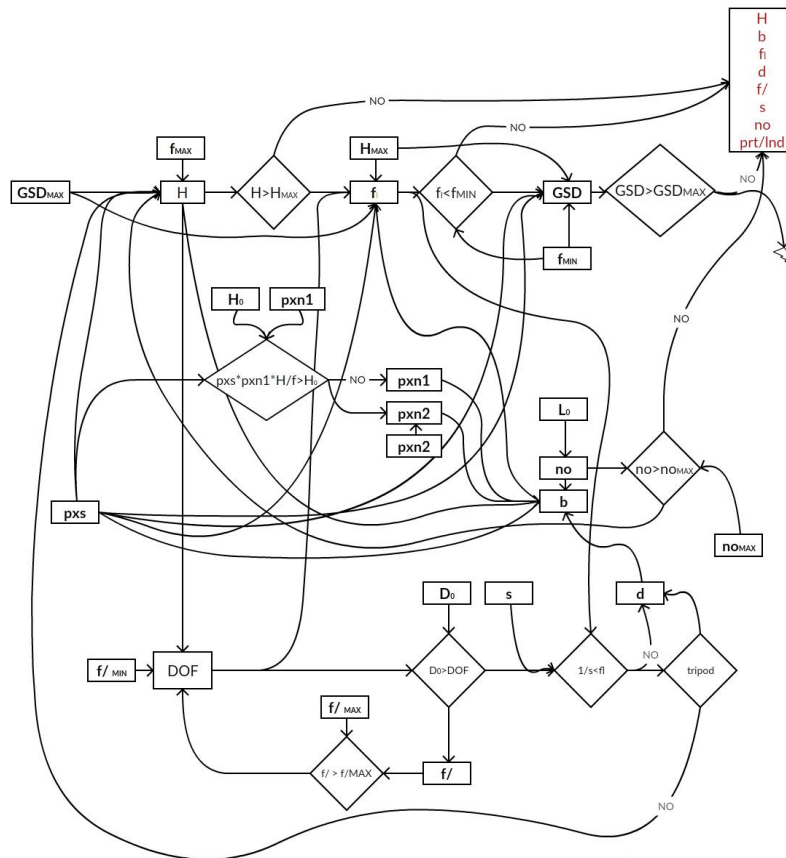 H
b
fl
d
f/
s
no
prt/lnd
NO
NO
fMAX
HMAX
GSDMAX
H
H>HMAX
fl
fl<fMIN
GSD
GSD>GSDMAX
NO
fMIN
H₀
pxn1
NO
pxs*pxn1*H/f>H₀
NO
pxn1
pxn2
pxn2
L₀
no
no>noMAX
b
pxs
noMAX
D₀
s
d
f/ MIN
DOF
D₀>DOF
1/s<fl
NO
tripod
f/ MAX
f/ > f/MAX
f/
NO